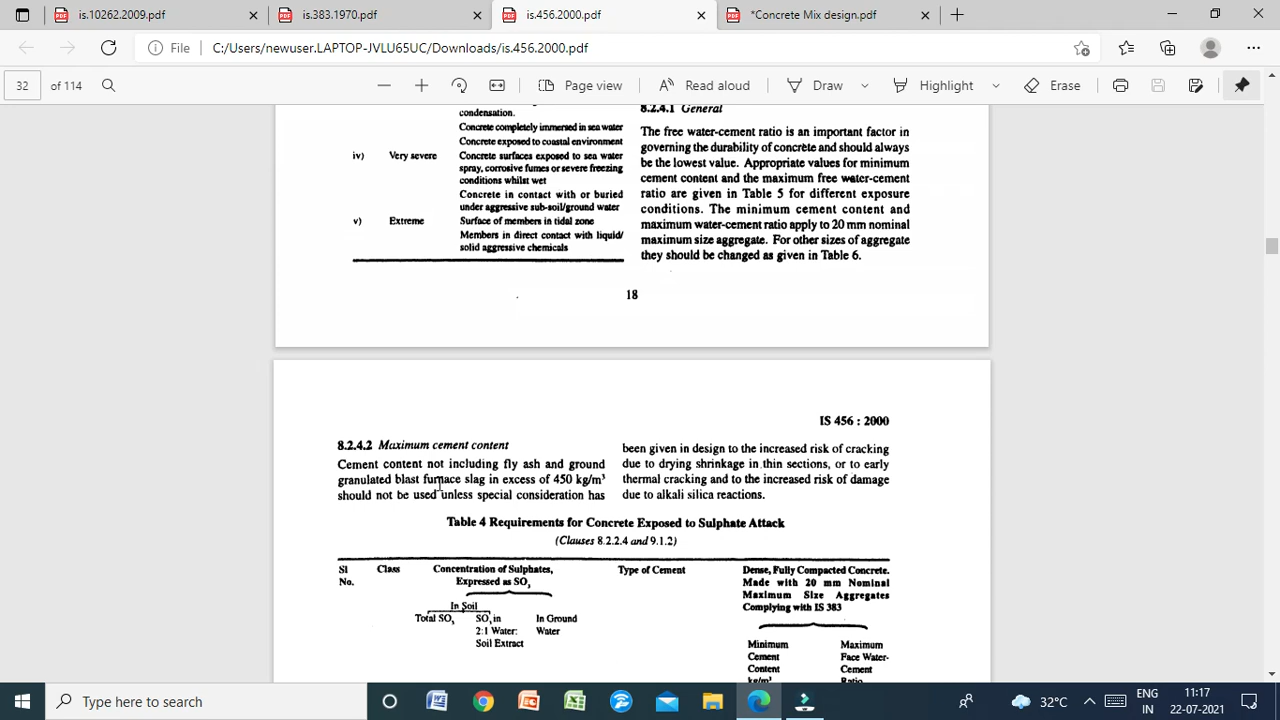 10262.2009.pdf
is.383.1970.pdf
is.456.2000.pdf
*Concrete mix design.pdf
File
C:/Users/newuser.LAPTOP-JVLU65UC/Downloads/is.456.2000.pdf
32 of 114
Page view
Read aloud
Draw
Highlight
Erase
condensation.
Concrete completely immersed in sea water
Concrete exposed to coastal environment
iv) Very severe Concrete surfaces exposed to sea water
spray, corrosive fumes or severe freezing
conditions whilst wet
Concrete in contact with or buried
under aggressive sub-soil/ground water
v) Extreme Surface of members in tidal zone
Members in direct contact with liquid/
solid aggressive chemicals
8.2.4.1 General
The free water-cement ratio is an important factor in
governing the durability of concrete and should always
be the lowest value. Appropriate values for minimum
cement content and the maximum free water-cement
ratio are given in Table 5 for different exposure
conditions. The minimum cement content and
maximum water-cement ratio apply to 20 mm nominal
maximum size aggregate. For other sizes of aggregate
they should be changed as given in Table 6.
18
IS 456 : 2000
8.2.4.2 Maximum cement content
Cement content not including fly ash and ground
granulated blast furnace slag in excess of 450 kg/m³
should not be used unless special consideration has
been given in design to the increased risk of cracking
due to drying shrinkage in thin sections, or to early
thermal cracking and to the increased risk of damage
due to alkali silica reactions.
Table 4 Requirements for Concrete Exposed to Sulphate Attack
(Clauses 8.2.2.4 and 9.1.2)
Sl
No.
Class
Concentration of Sulphates,
Expressed as SO₃
Type of Cement
Dense, Fully Compacted Concrete.
Made with 20 mm Nominal
Maximum Size Aggregates
Complying with IS 383
In Soil
Total SO₃
SO₃ in
2:1 Water:
Soil Extract
In Ground
Water
Minimum
Cement
Content
kg/m³
Maximum
Face Water-
Cement
Ratio
Type here to search
32°C
ENG
IN
11:17
22-07-2021